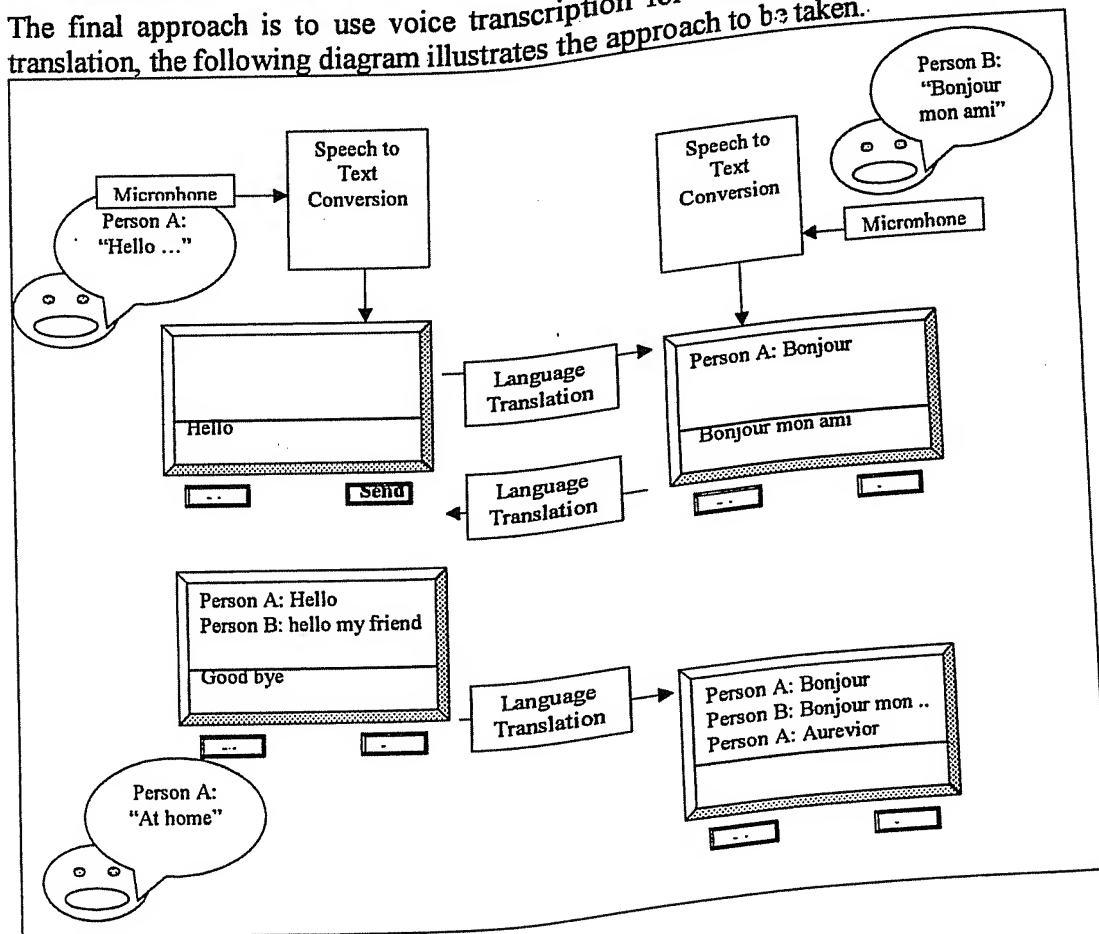 The final approach is to use voice transcription
translation, the following diagram illustrates the approach to be taken.
Person B:
"Bonjour
mon ami"
Speech to
Text
Conversion
Speech to
Text
Conversion
Microphone
Person A:
"Hello ..."
Microphone
Language
Translation
Person A: Bonjour
Hello
Bonjour mon ami
Send
Language
Translation
Person A: Hello
Person B: hello my friend
Good bye
Language
Translation
Person A: Bonjour
Person B: Bonjour mon ..
Person A: Aurevior
Person A:
"At home"